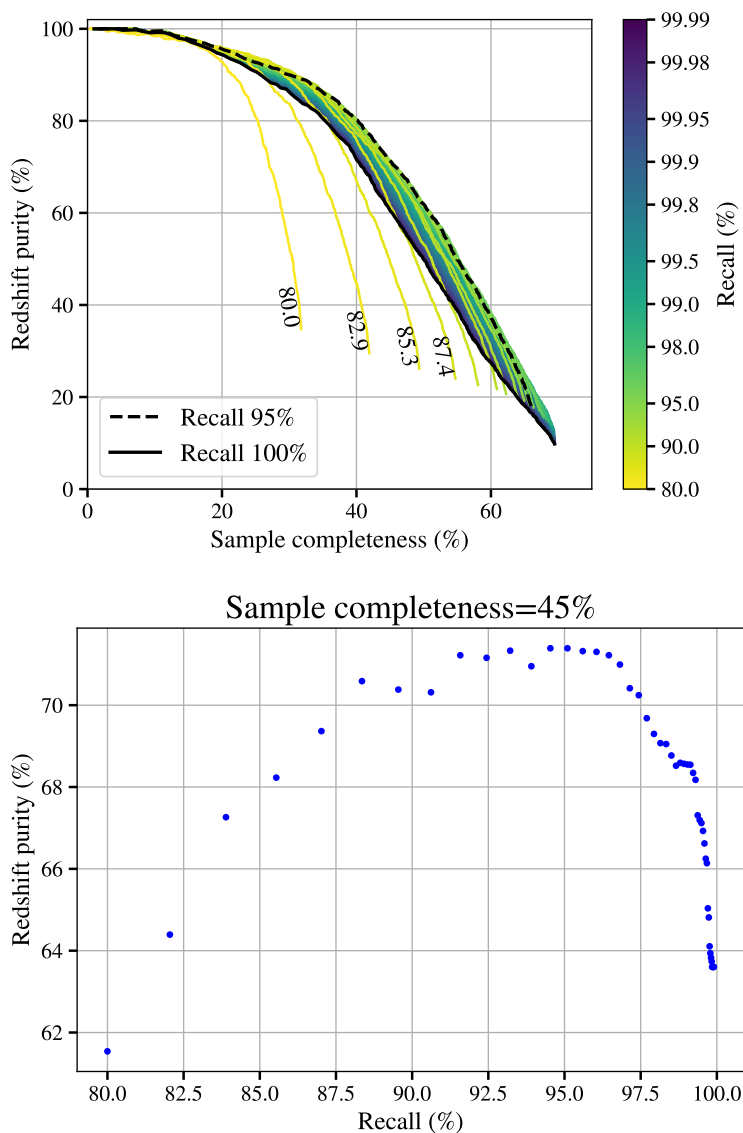 100
80
60
40
20
0
Redshift purity (%)
80.0
82.9
85.3
87.4
Recall 95%
Recall 100%
0 20 40 60
Sample completeness (%)
99.99
99.98
99.95
99.9
99.8
99.5
99.0
98.0
95.0
90.0
80.0
Recall (%)
Sample completeness=45%
70
68
66
64
62
Redshift purity (%)
80.0 82.5 85.0 87.5 90.0 92.5 95.0 97.5 100.0
Recall (%)